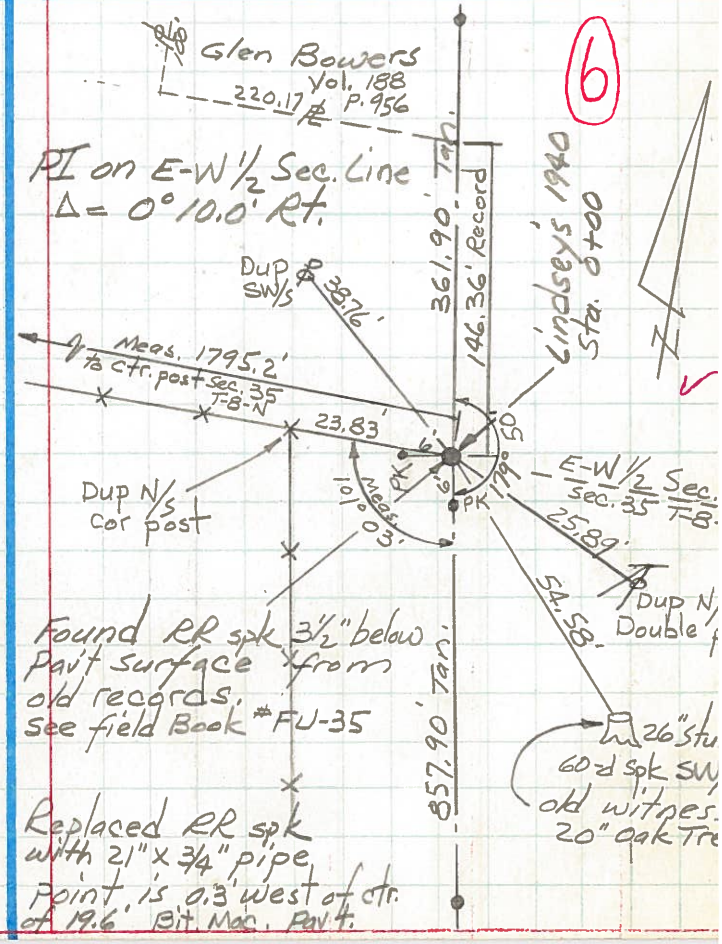 6
Glen Bowers
Vol. 188
P. 956
220.17
PI on E-W ½ Sec. Line
Δ = 0° 10.0' Rt.
361.90' Tan.
146.36' Record
Lindsey's 1940
Sta. 0+00
Dup
SW/s
38.76'
Meas. 1795.2'
to ctr. post Sec. 35
T-8-N
23.83'
6'
PK
6'
PK
179° 50'
E-W ½ Sec.
Sec. 35 T-8-
Dup N/s
Cor post
Meas.
101° 03'
25.89'
Dup N/
Double
54.58'
Found RR spk 3½" below
Pav't surface from
old records.
See field Book #FU-35
857.90' Tan.
26" Stu
60-d spk SW/
old witnes
20" Oak Tre
Replaced RR spk
with 21" x 3/4" pipe
Point is 0.3' west of ctr.
of 19.6' Bit. Mac. Pav't.